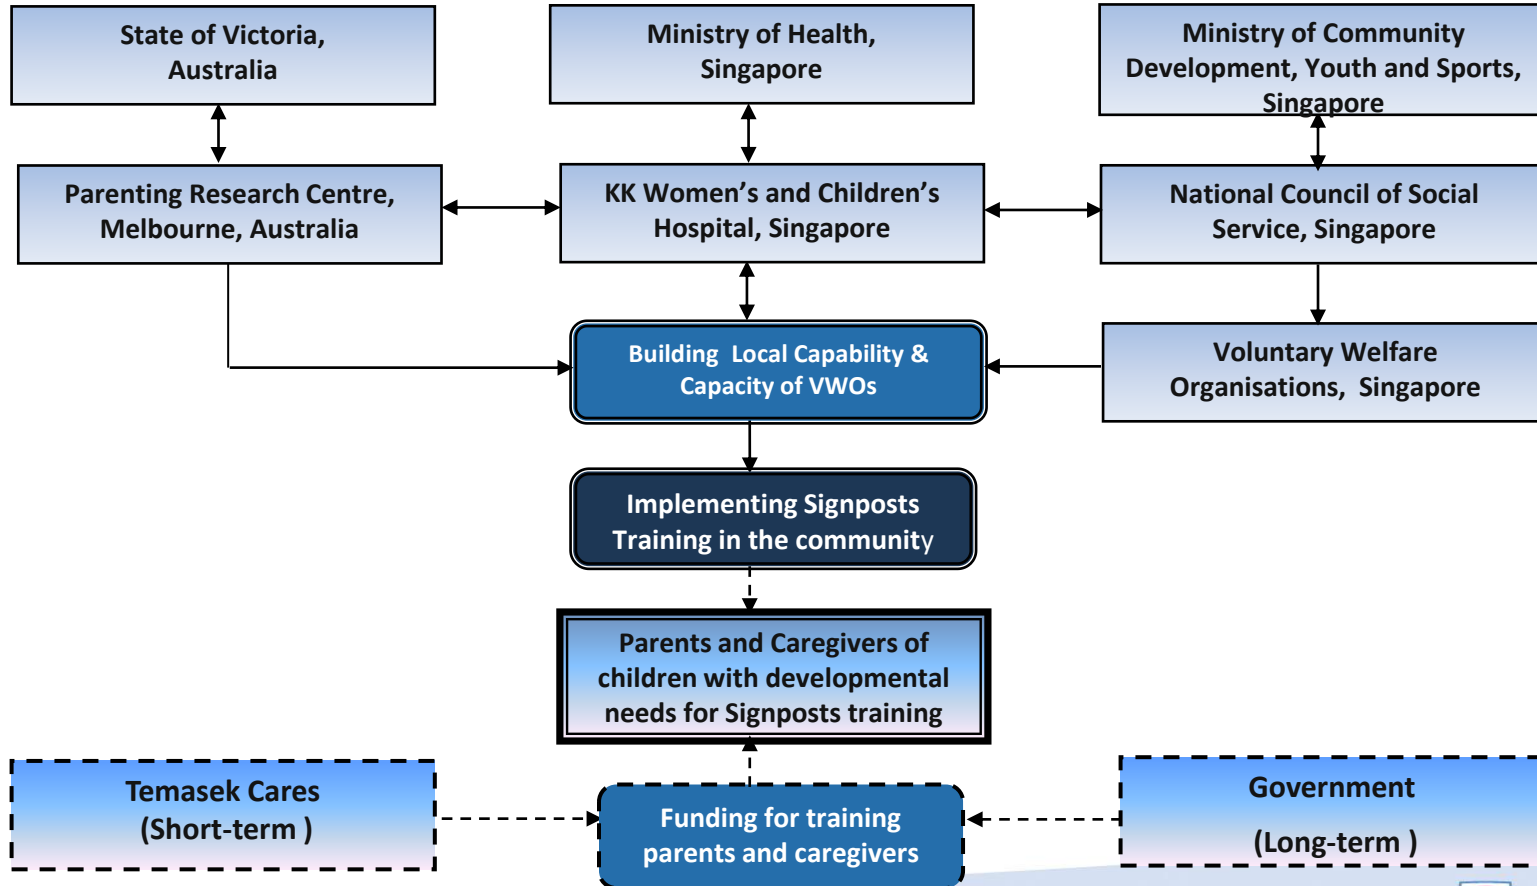 State of Victoria,
Australia
Ministry of Health,
Singapore
Ministry of Community
Development, Youth and Sports,
Singapore
Parenting Research Centre,
Melbourne, Australia
KK Women’s and Children’s
Hospital, Singapore
National Council of Social
Service, Singapore
Building Local Capability &
Capacity of VWOs
Voluntary Welfare
Organisations, Singapore
Implementing Signposts
Training in the community
Parents and Caregivers of
children with developmental
needs for Signposts training
Temasek Cares
(Short-term )
Funding for training
parents and caregivers
Government
(Long-term )